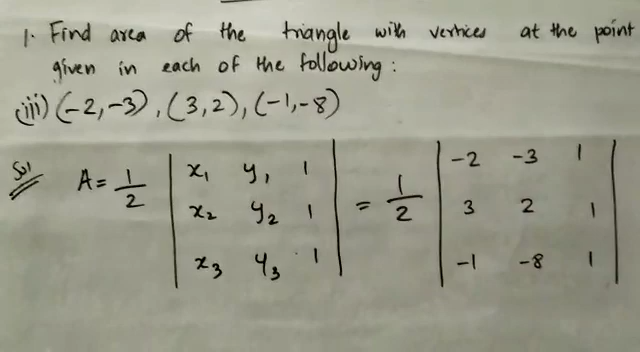 1. Find area of the triangle with vertices at the point
given in each of the following :
(iii) (-2,-3), (3,2), (-1,-8)
Sol A = 1/2 | x₁ y₁ 1 | = 1/2 | -2 -3 1 |
| x₂ y₂ 1 | | 3 2 1 |
| x₃ y₃ 1 | | -1 -8 1 |